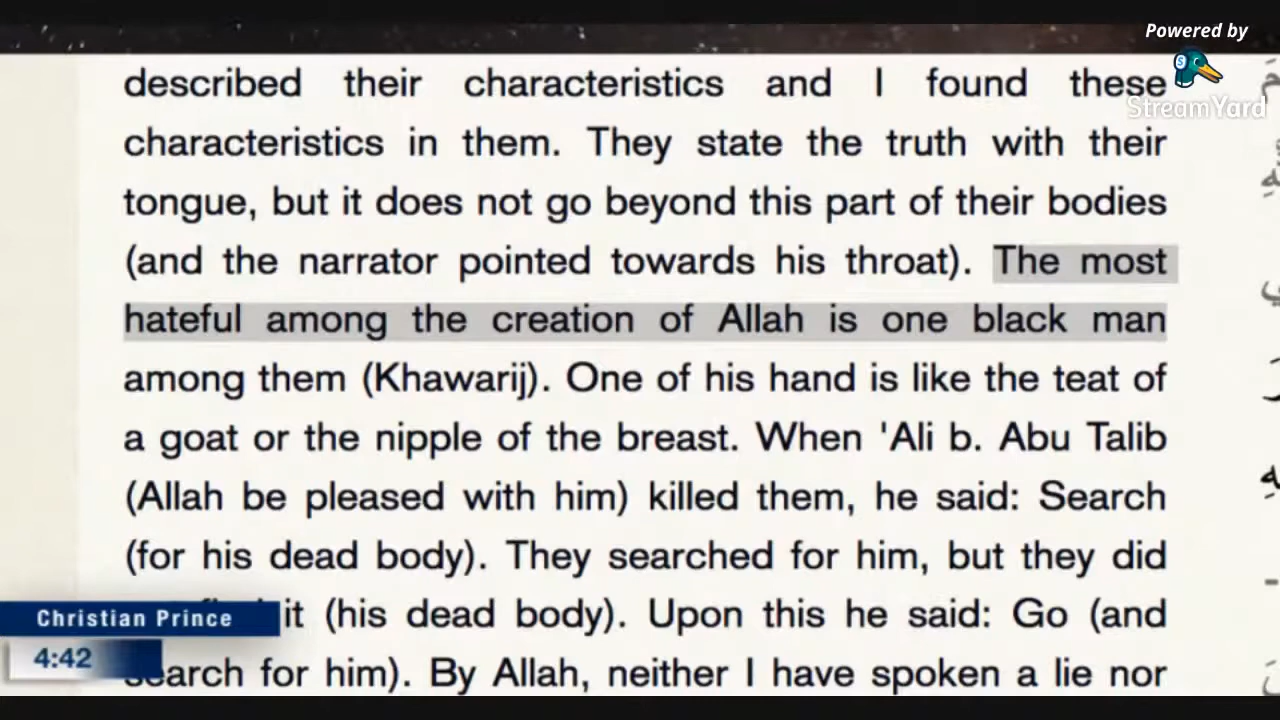 Powered by
StreamYard
described their characteristics and I found these
characteristics in them. They state the truth with their
tongue, but it does not go beyond this part of their bodies
(and the narrator pointed towards his throat). The most
hateful among the creation of Allah is one black man
among them (Khawarij). One of his hand is like the teat of
a goat or the nipple of the breast. When 'Ali b. Abu Talib
(Allah be pleased with him) killed them, he said: Search
(for his dead body). They searched for him, but they did
it (his dead body). Upon this he said: Go (and
search for him). By Allah, neither I have spoken a lie nor
Christian Prince
4:42